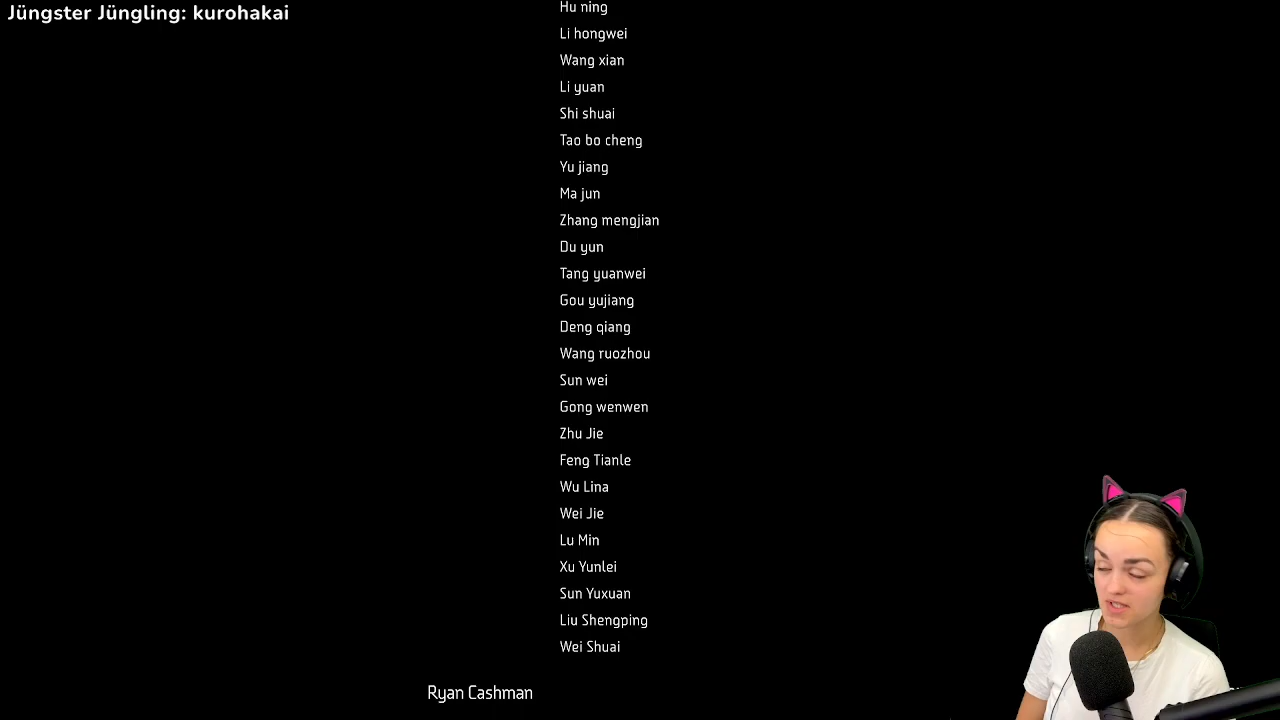 Jüngster Jüngling: kurohakai
Hu ning
Li hongwei
Wang xian
Li yuan
Shi shuai
Tao bo cheng
Yu jiang
Ma jun
Zhang mengjian
Du yun
Tang yuanwei
Gou yujiang
Deng qiang
Wang ruozhou
Sun wei
Gong wenwen
Zhu Jie
Feng Tianle
Wu Lina
Wei Jie
Lu Min
Xu Yunlei
Sun Yuxuan
Liu Shengping
Wei Shuai
Ryan Cashman